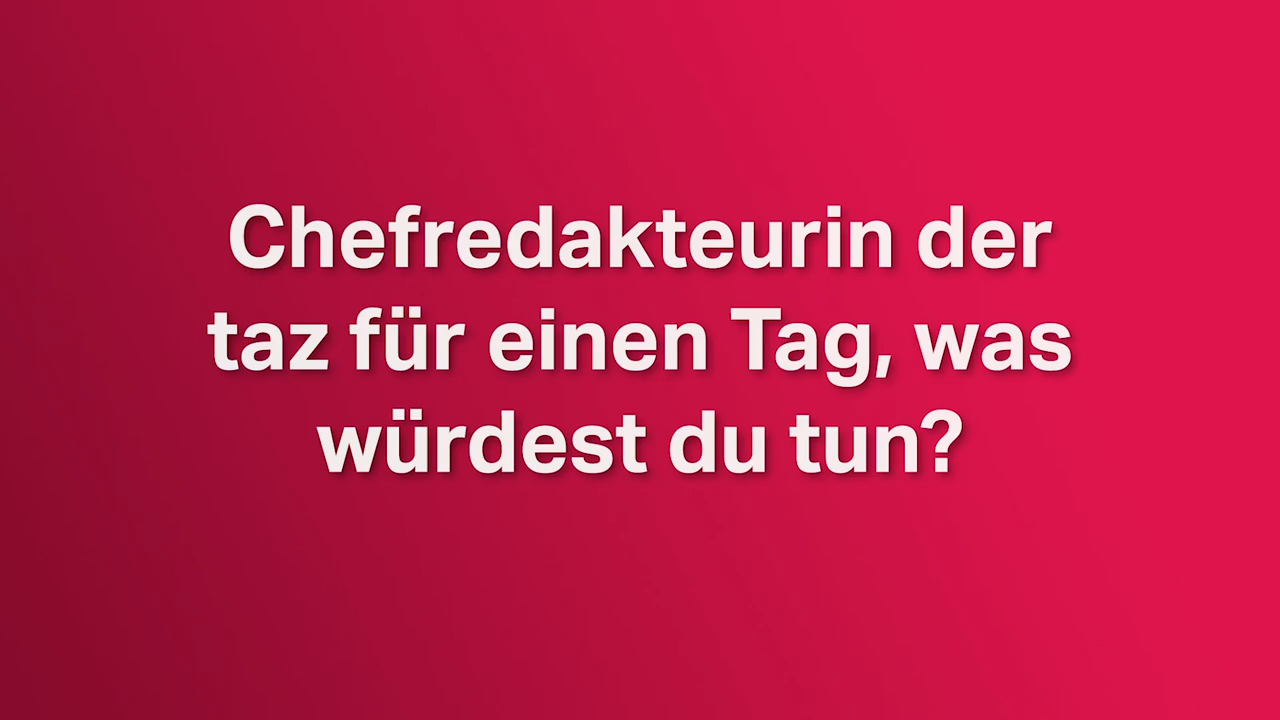 Chefredakteurin der
taz für einen Tag, was
würdest du tun?